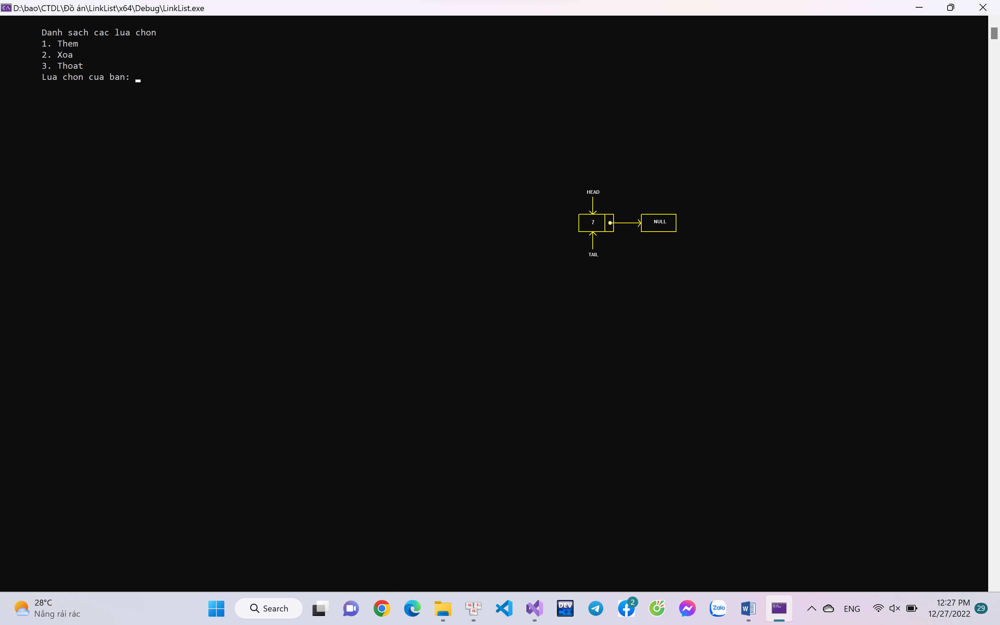 D:\bao\CTDL\Đồ án\LinkList\x64\Debug\LinkList.exe
Danh sach cac lua chon
1. Them
2. Xoa
3. Thoat
Lua chon cua ban:
HEAD
7
NULL
TAIL
28°C
Nắng rải rác
Search
u n i
DEV
C++
2
Zalo
W
C:\
ENG
12:27 PM
12/27/2022
29